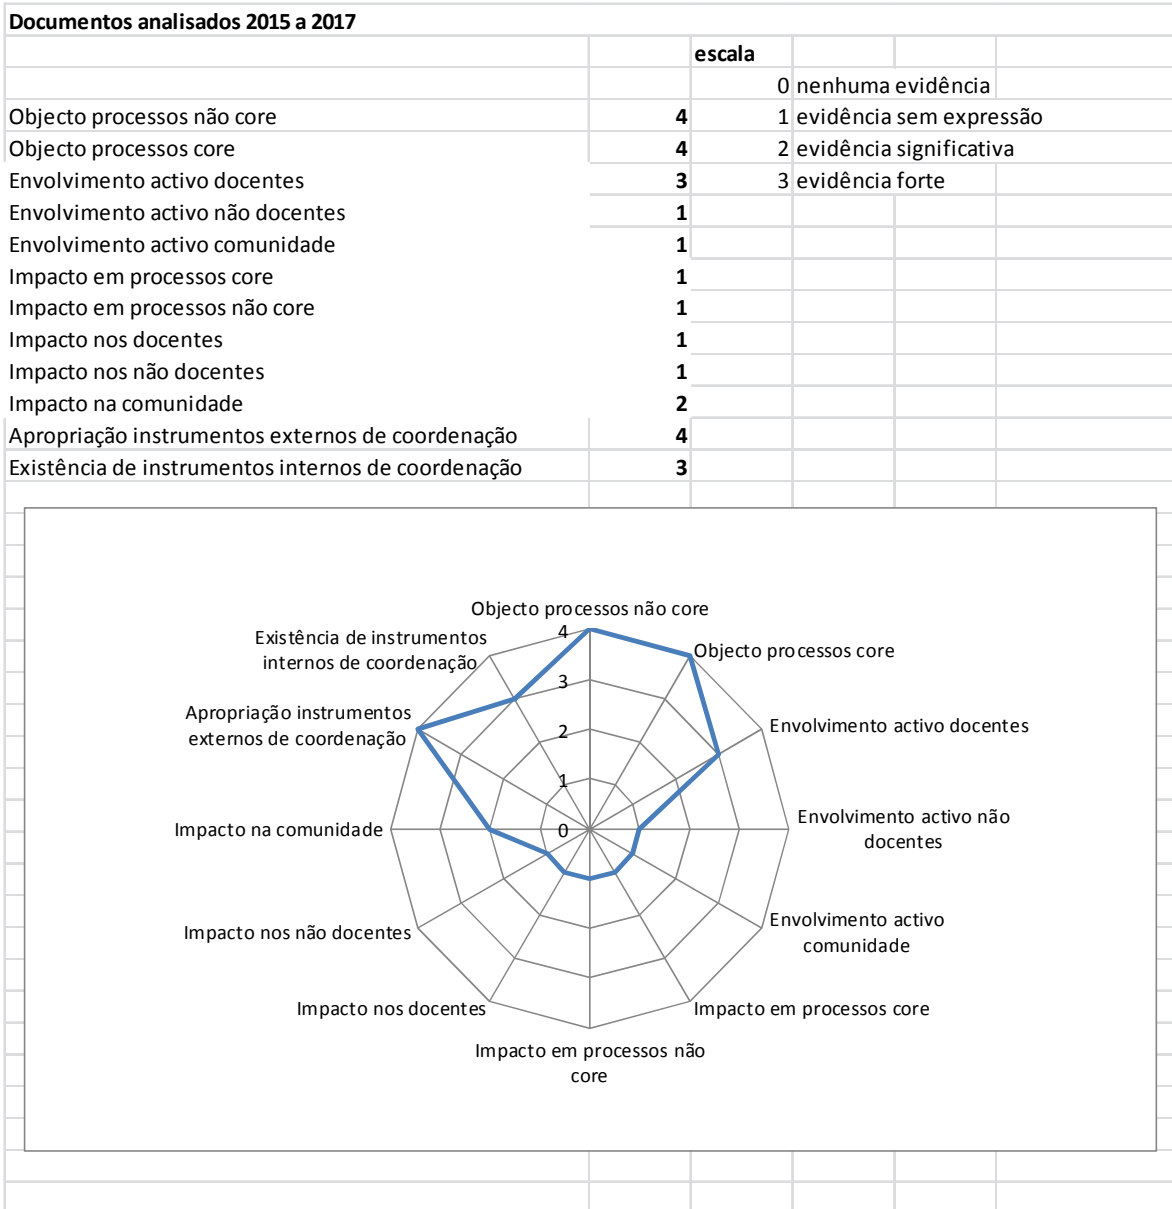 Documentos analisados 2015 a 2017
escala
0 nenhuma evidência
Objecto processos não core 4 1 evidência sem expressão
Objecto processos core 4 2 evidência significativa
Envolvimento activo docentes 3 3 evidência forte
Envolvimento activo não docentes 1
Envolvimento activo comunidade 1
Impacto em processos core 1
Impacto em processos não core 1
Impacto nos docentes 1
Impacto nos não docentes 1
Impacto na comunidade 2
Apropriação instrumentos externos de coordenação 4
Existência de instrumentos internos de coordenação 3
Objecto processos não core
4
Existência de instrumentos
internos de coordenação
Objecto processos core
3
Apropriação instrumentos
externos de coordenação
Envolvimento activo docentes
2
1
Impacto na comunidade
0
Envolvimento activo não
docentes
Impacto nos não docentes
Envolvimento activo
comunidade
Impacto nos docentes
Impacto em processos core
Impacto em processos não
core